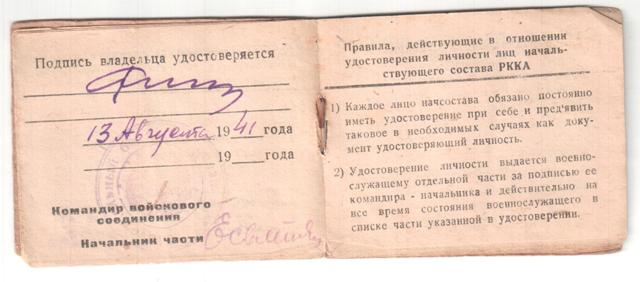 Подпись владельца удостоверяется
13 Августа 1941 года
19 года
Командир войскового
соединения
Начальник части
Правила, действующие в отношении
удостоверения личности лиц началь-
ствующего состава РККА
1) Каждое лицо начсостава обязано постоянно
иметь удостоверение при себе и пред'явить
таковое в необходимых случаях как доку-
мент удостоверяющий личность.
2) Удостоверение личности выдается военно-
служащему отдельной части за подписью ее
командира - начальника и действительно на
все время состояния военнослужащего в
списке части указанной в удостоверении.